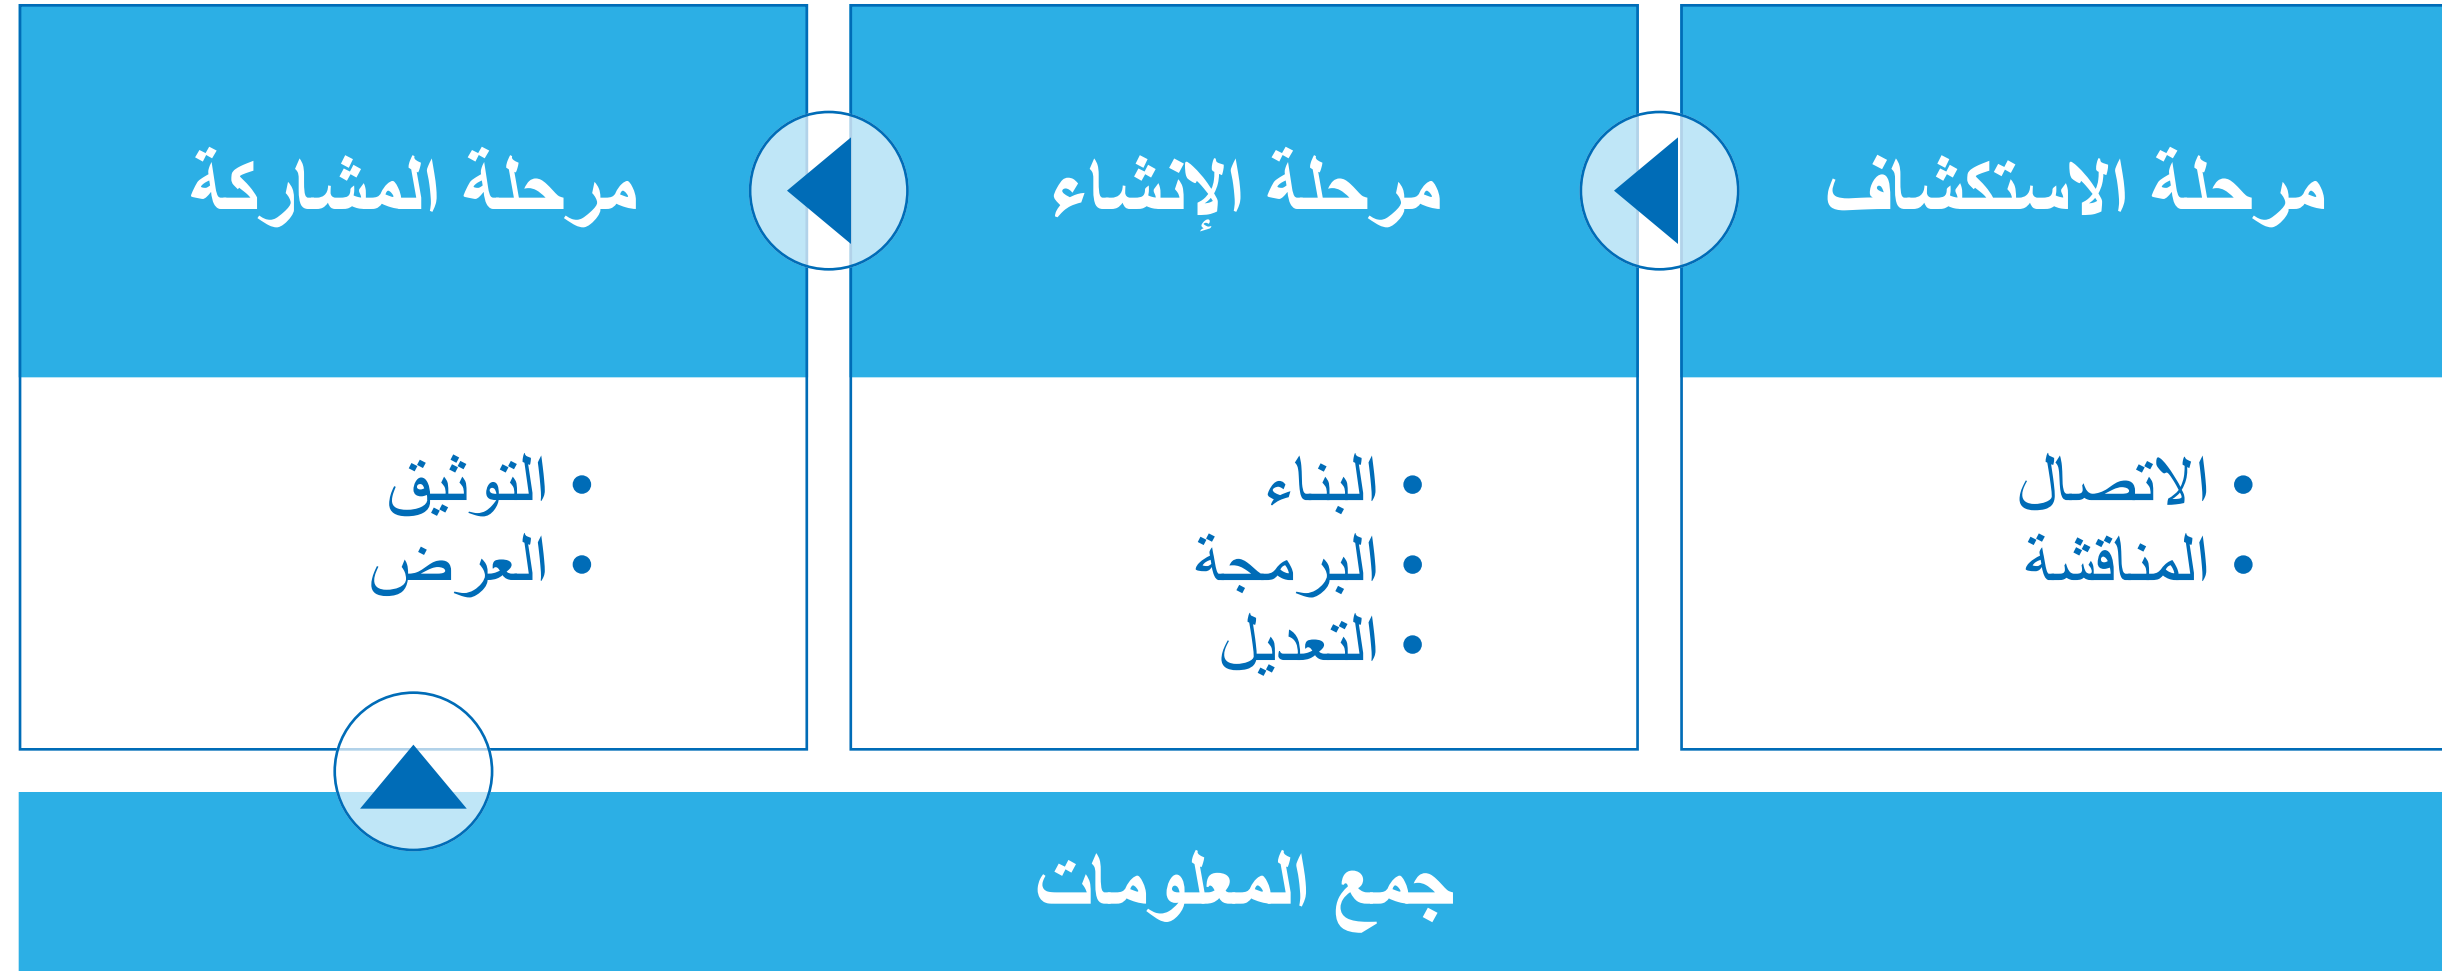 مرحلة الاستكشاف
• الاتصال
• المناقشة
مرحلة الإنشاء
• البناء
• البرمجة
• التعديل
مرحلة المشاركة
• التوثيق
• العرض
جمع المعلومات